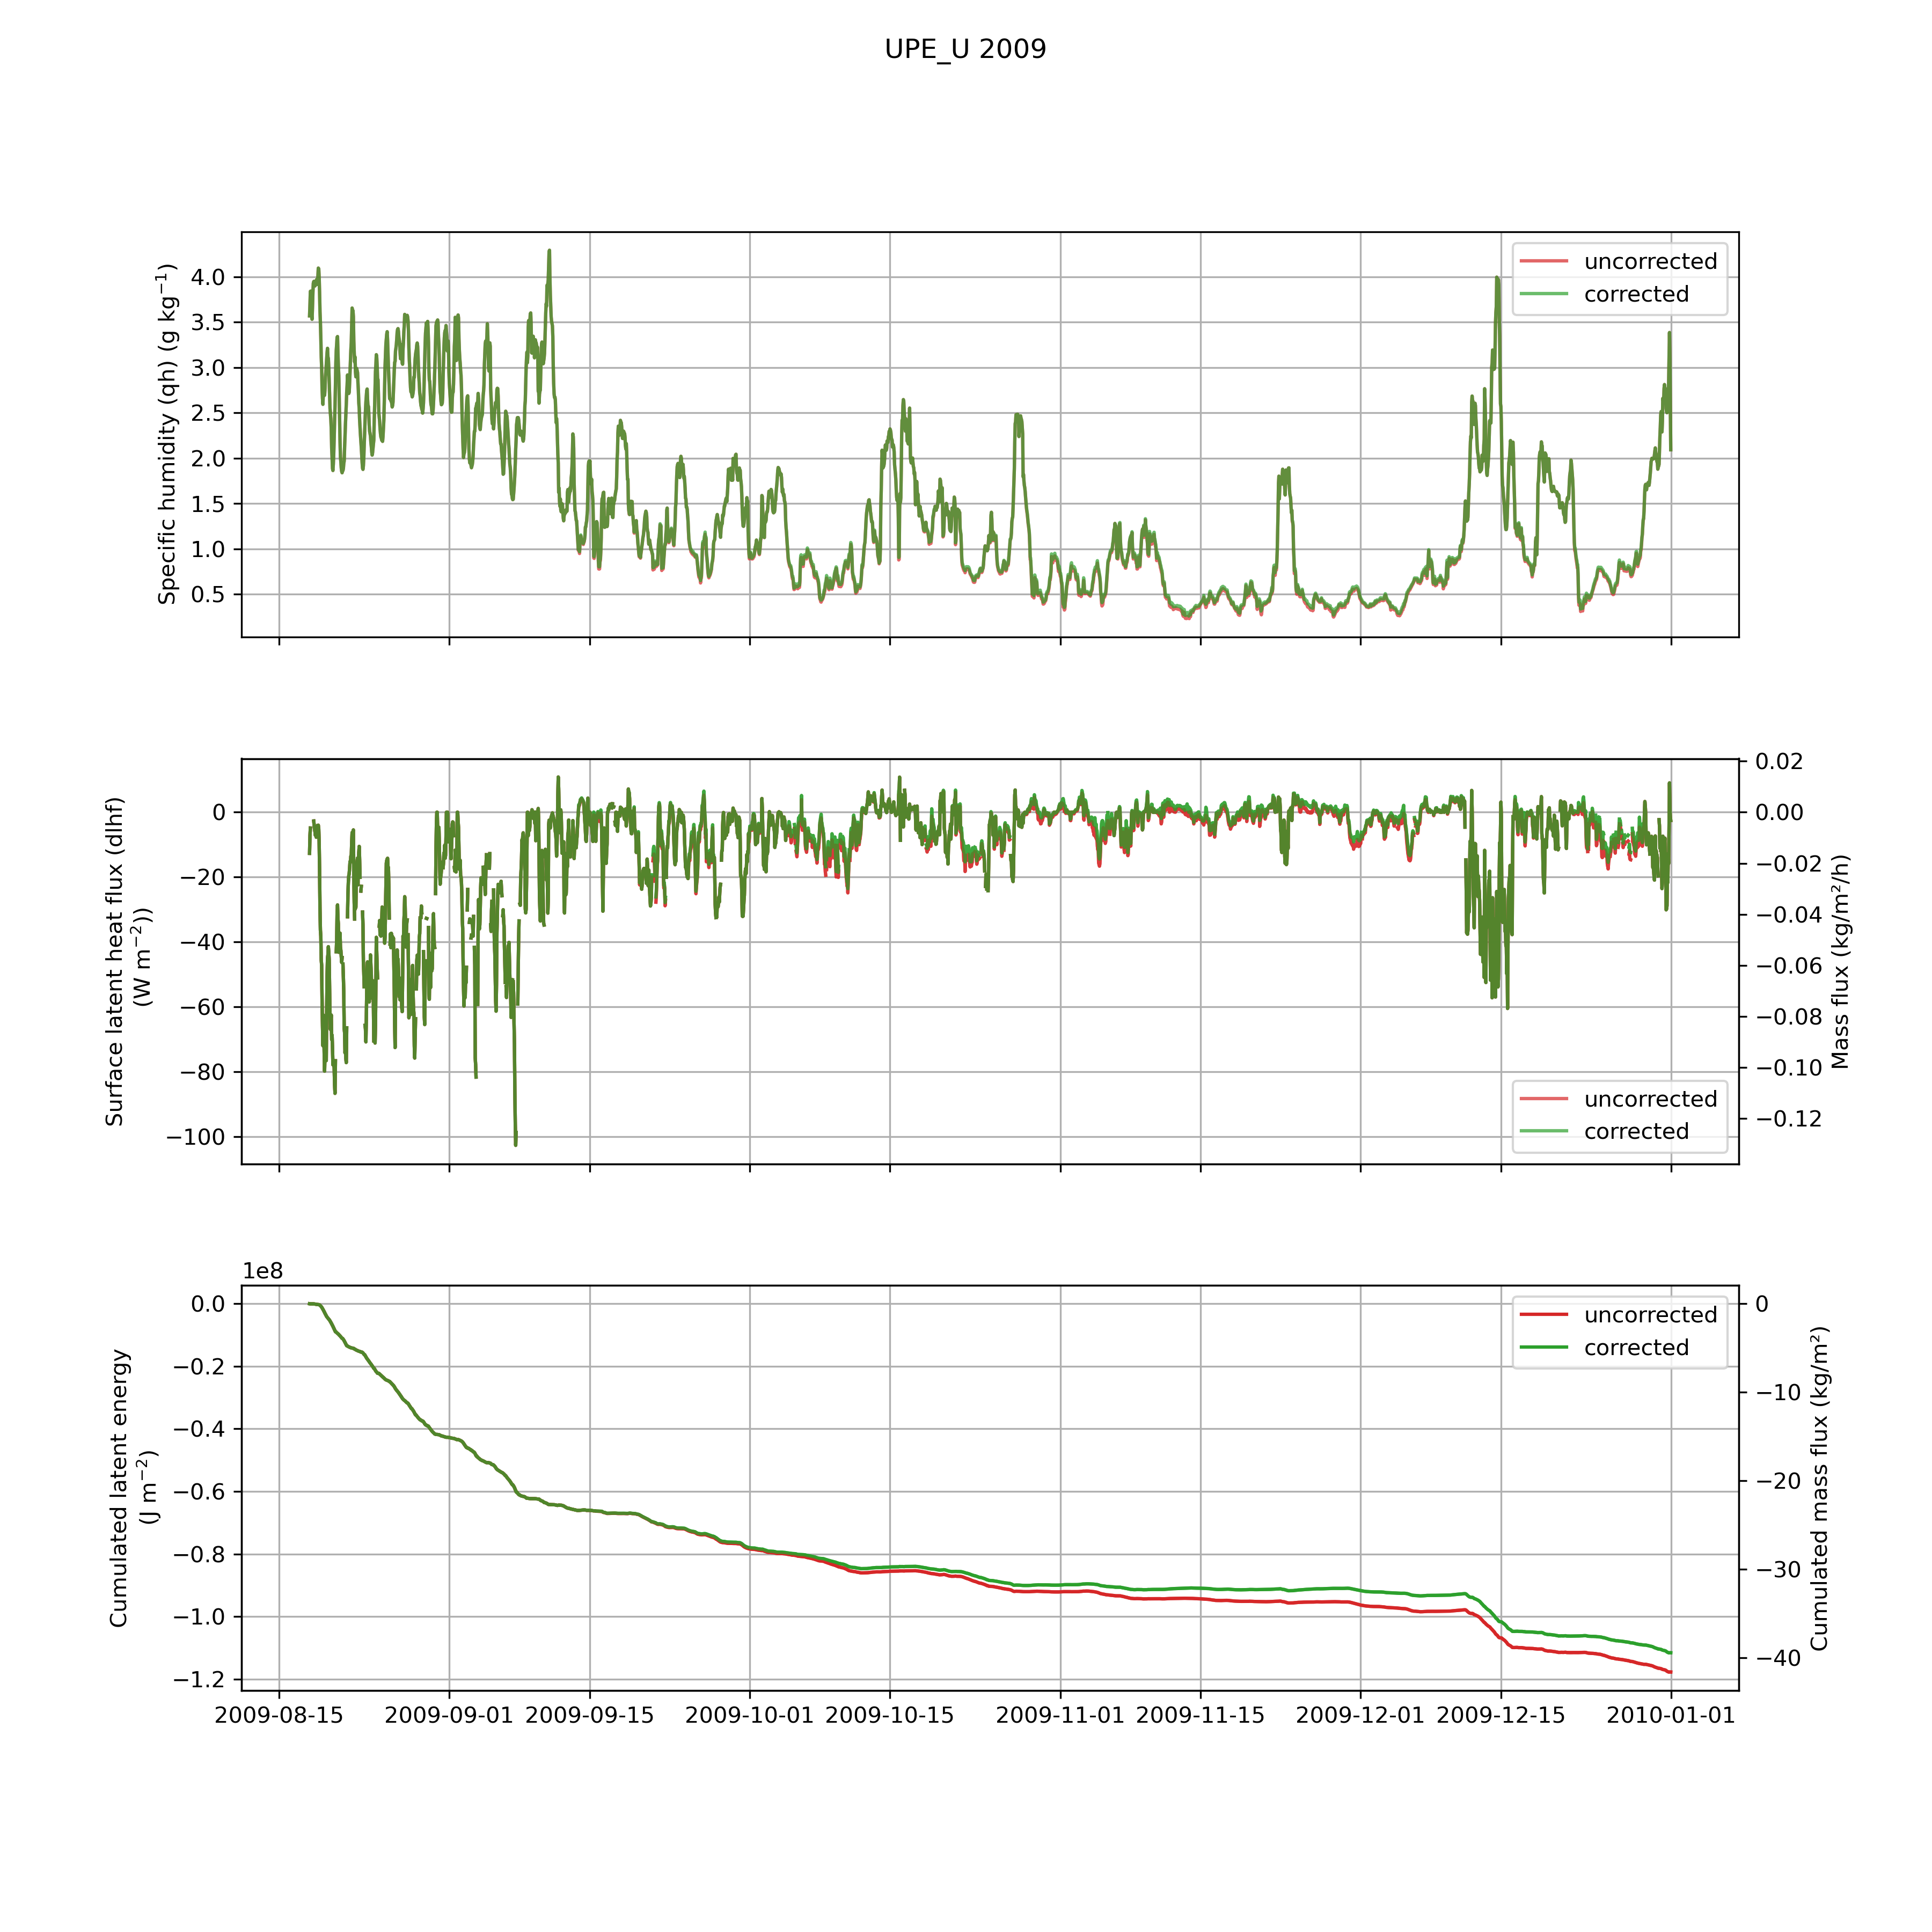 UPE_U 2009
Specific humidity (qh) (g kg⁻¹)
4.0
3.5
3.0
2.5
2.0
1.5
1.0
0.5
uncorrected
corrected
Surface latent heat flux (dlhf)
(W m⁻²))
0
−20
−40
−60
−80
−100
0.02
0.00
−0.02
−0.04
−0.06
−0.08
−0.10
−0.12
Mass flux (kg/m²/h)
uncorrected
corrected
1e8
Cumulated latent energy
(J m⁻²)
0.0
−0.2
−0.4
−0.6
−0.8
−1.0
−1.2
0
−10
−20
−30
−40
Cumulated mass flux (kg/m²)
uncorrected
corrected
2009-08-15 2009-09-01 2009-09-15 2009-10-01 2009-10-15 2009-11-01 2009-11-15 2009-12-01 2009-12-15 2010-01-01